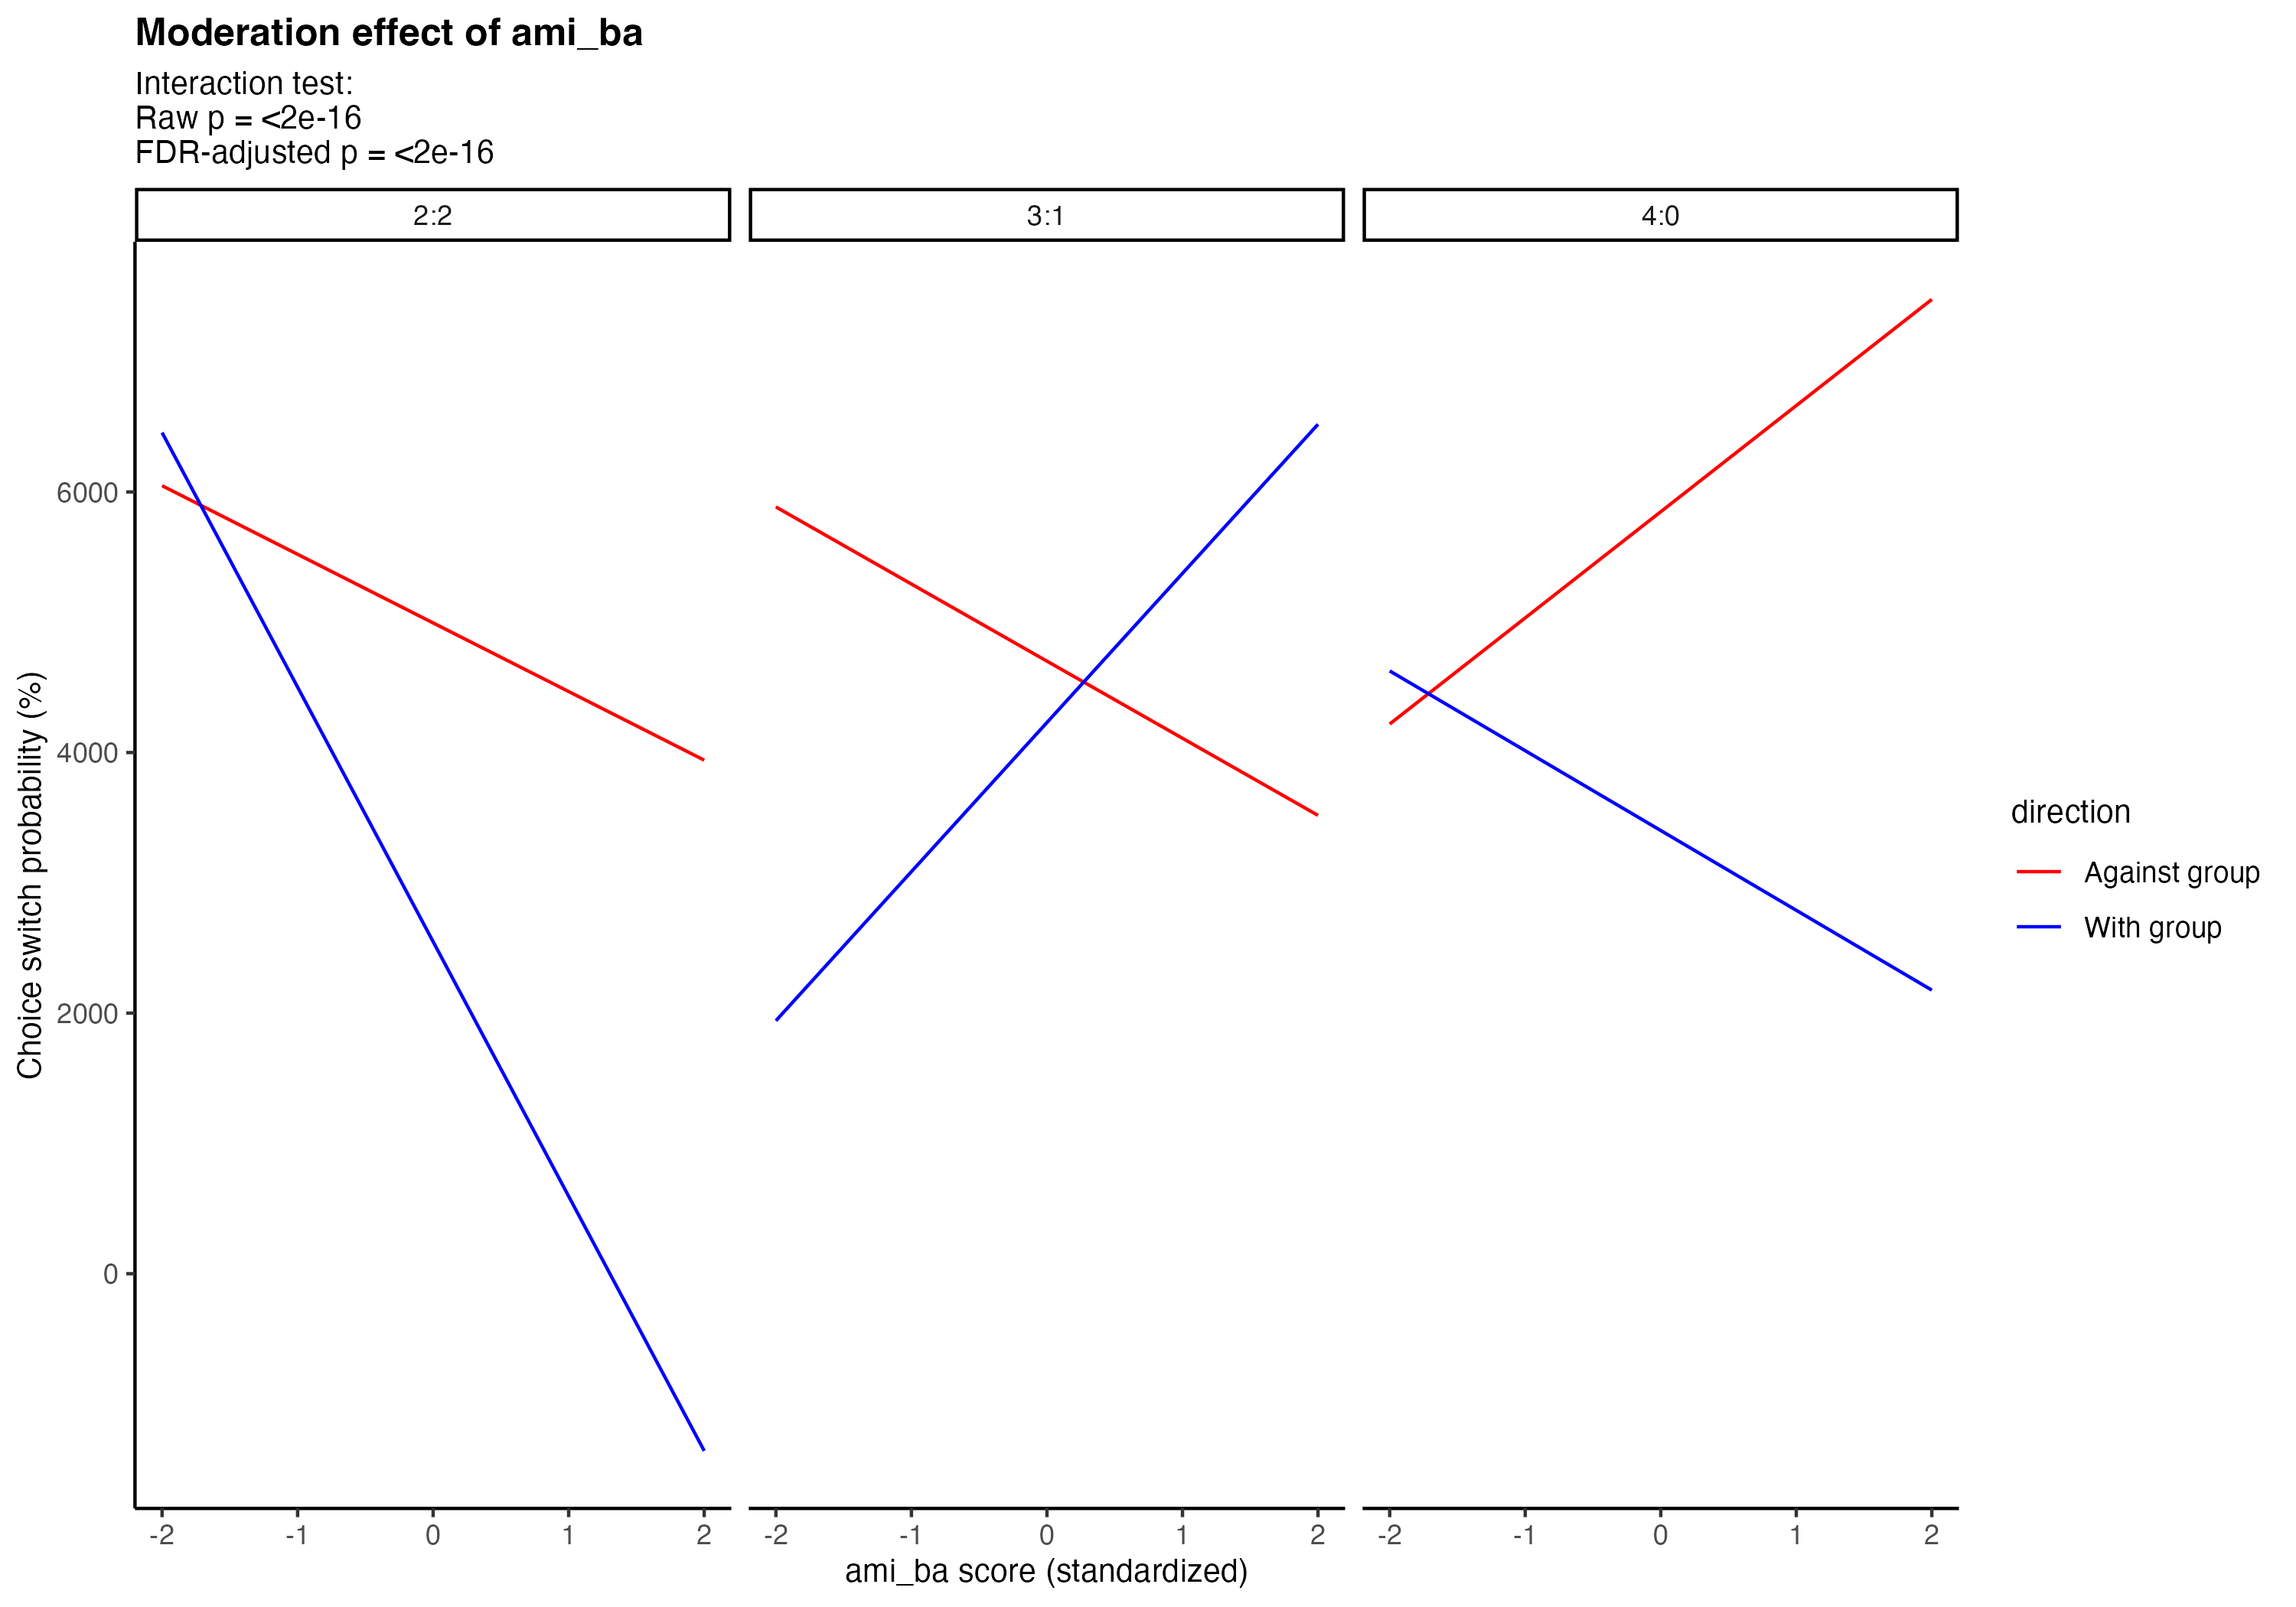 Moderation effect of ami_ba
Interaction test:
Raw p = <2e-16
FDR-adjusted p = <2e-16
2:2
3:1
4:0
Choice switch probability (%)
6000
4000
2000
0
-2 -1 0 1 2
-2 -1 0 1 2
-2 -1 0 1 2
ami_ba score (standardized)
direction
Against group
With group